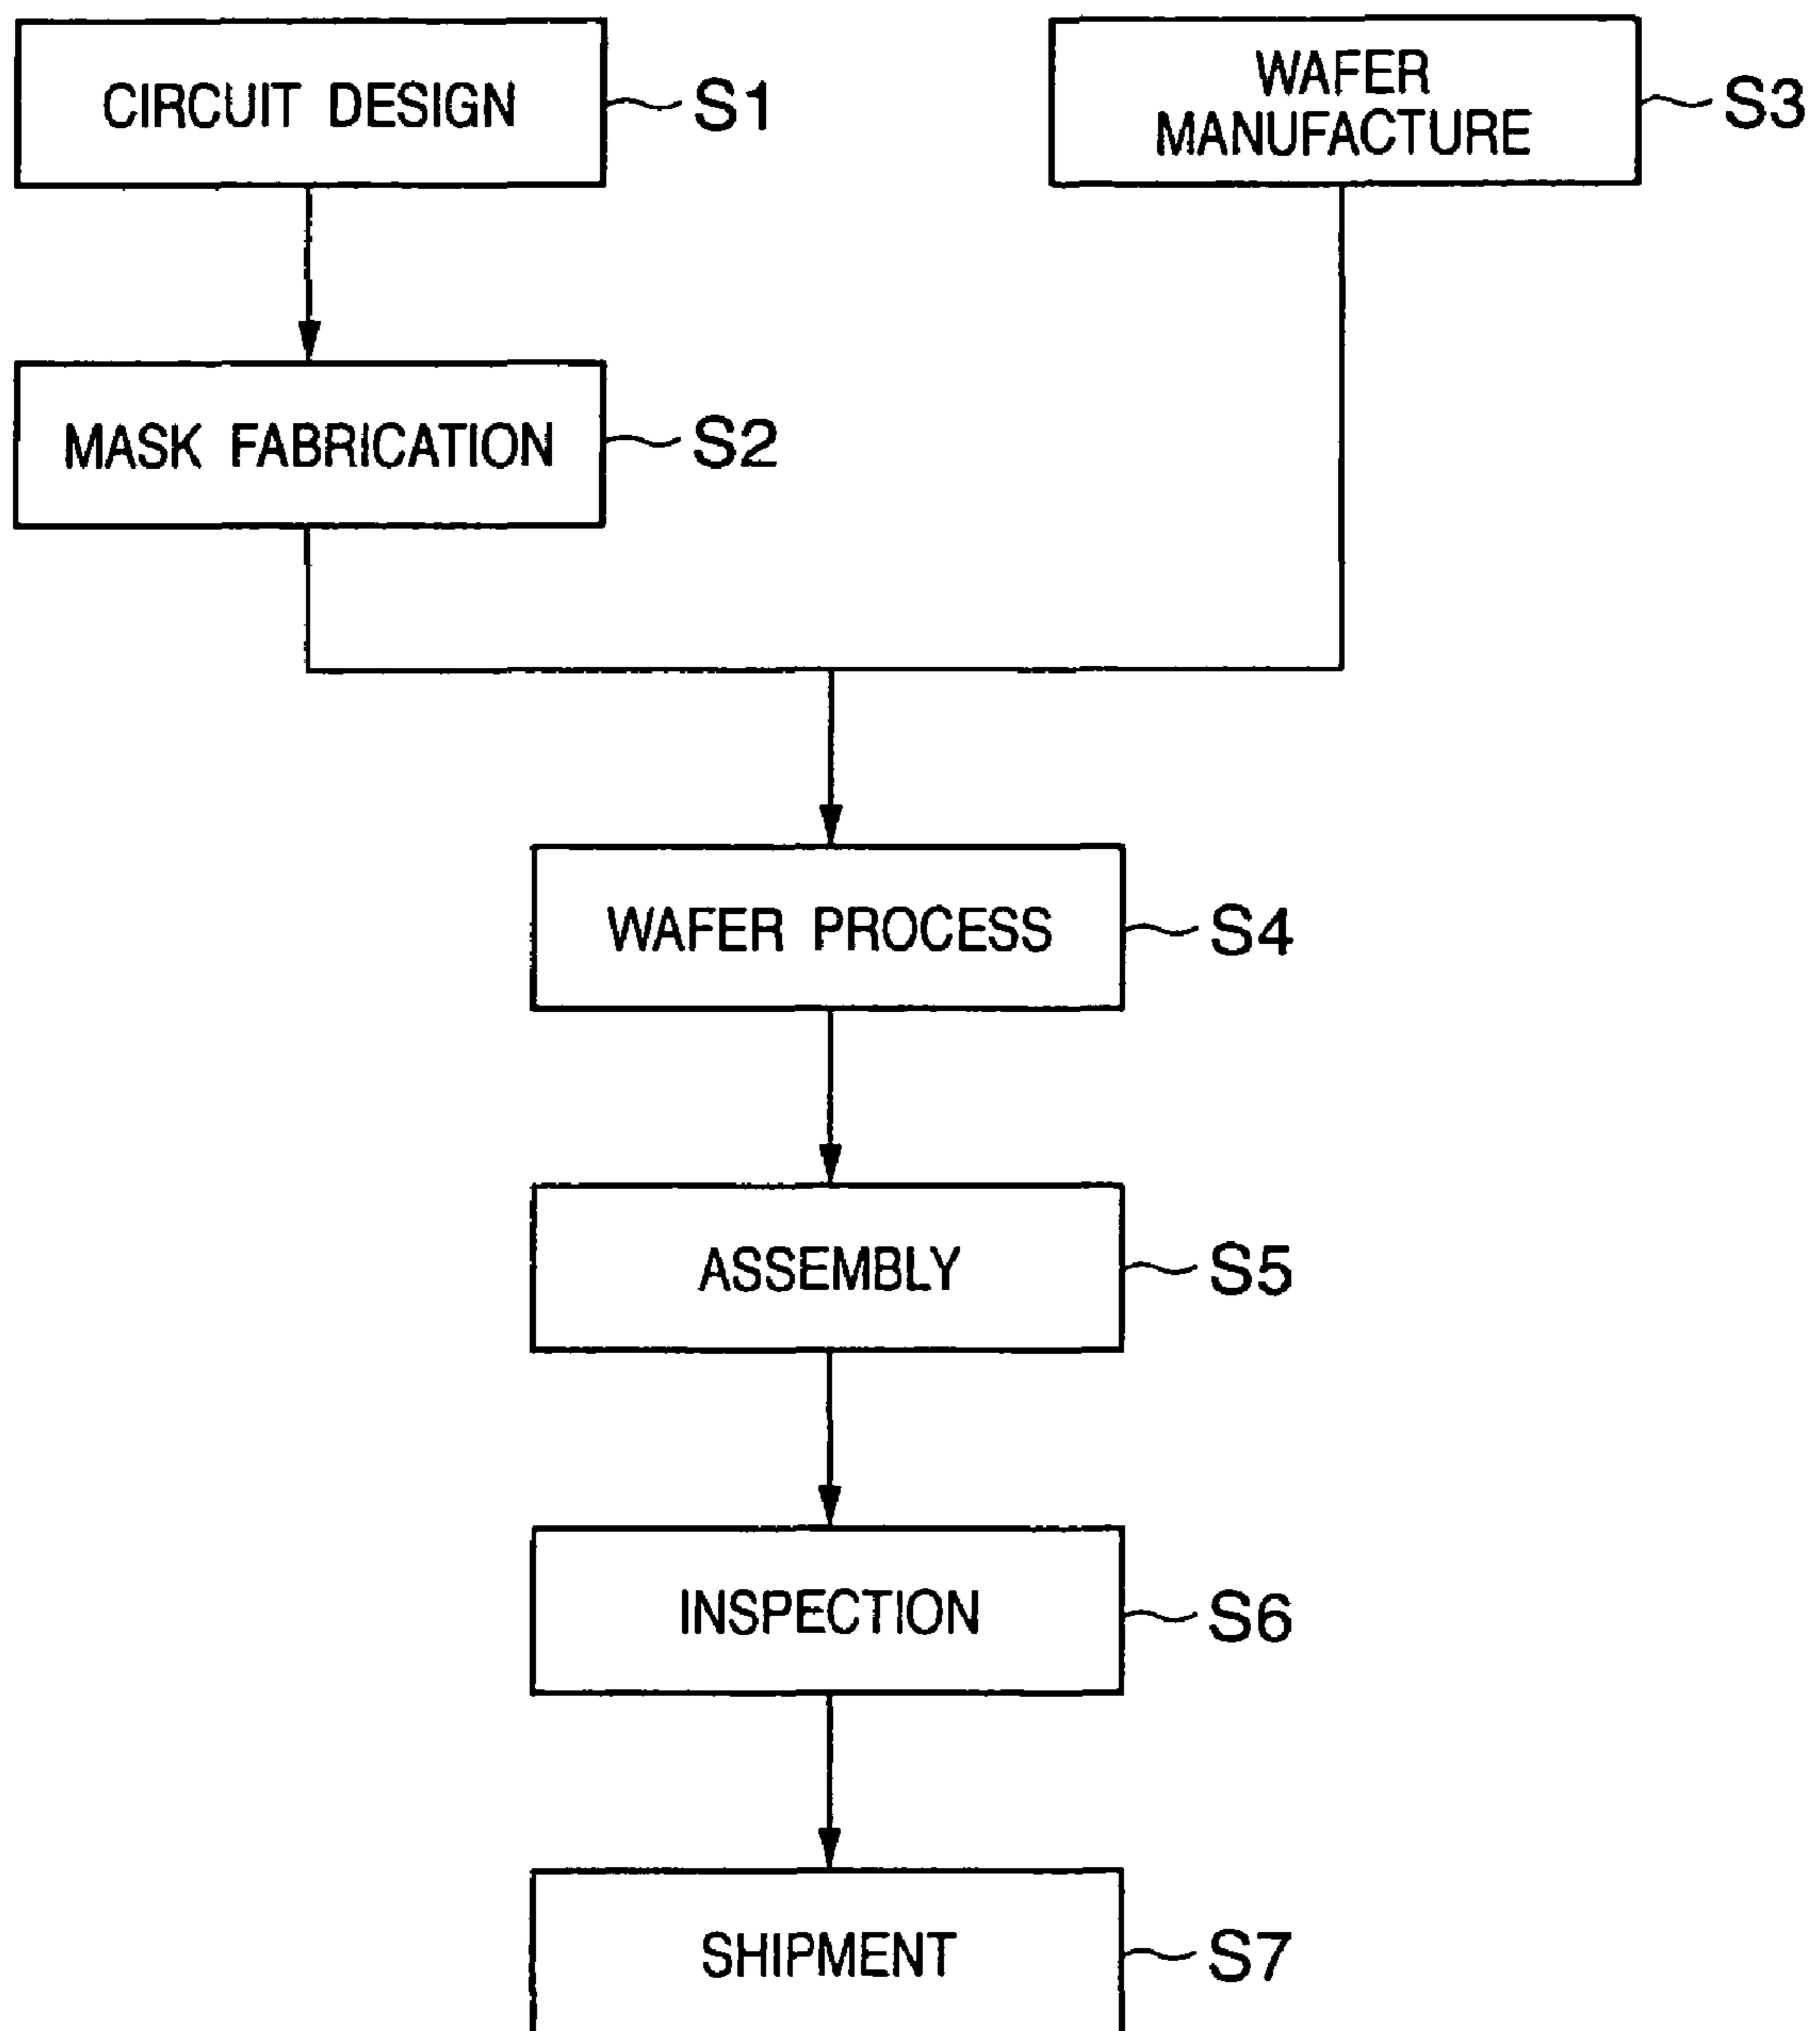 CIRCUIT DESIGN
S1
WAFER
MANUFACTURE
S3
MASK FABRICATION
S2
WAFER PROCESS
S4
ASSEMBLY
S5
INSPECTION
S6
SHIPMENT
S7